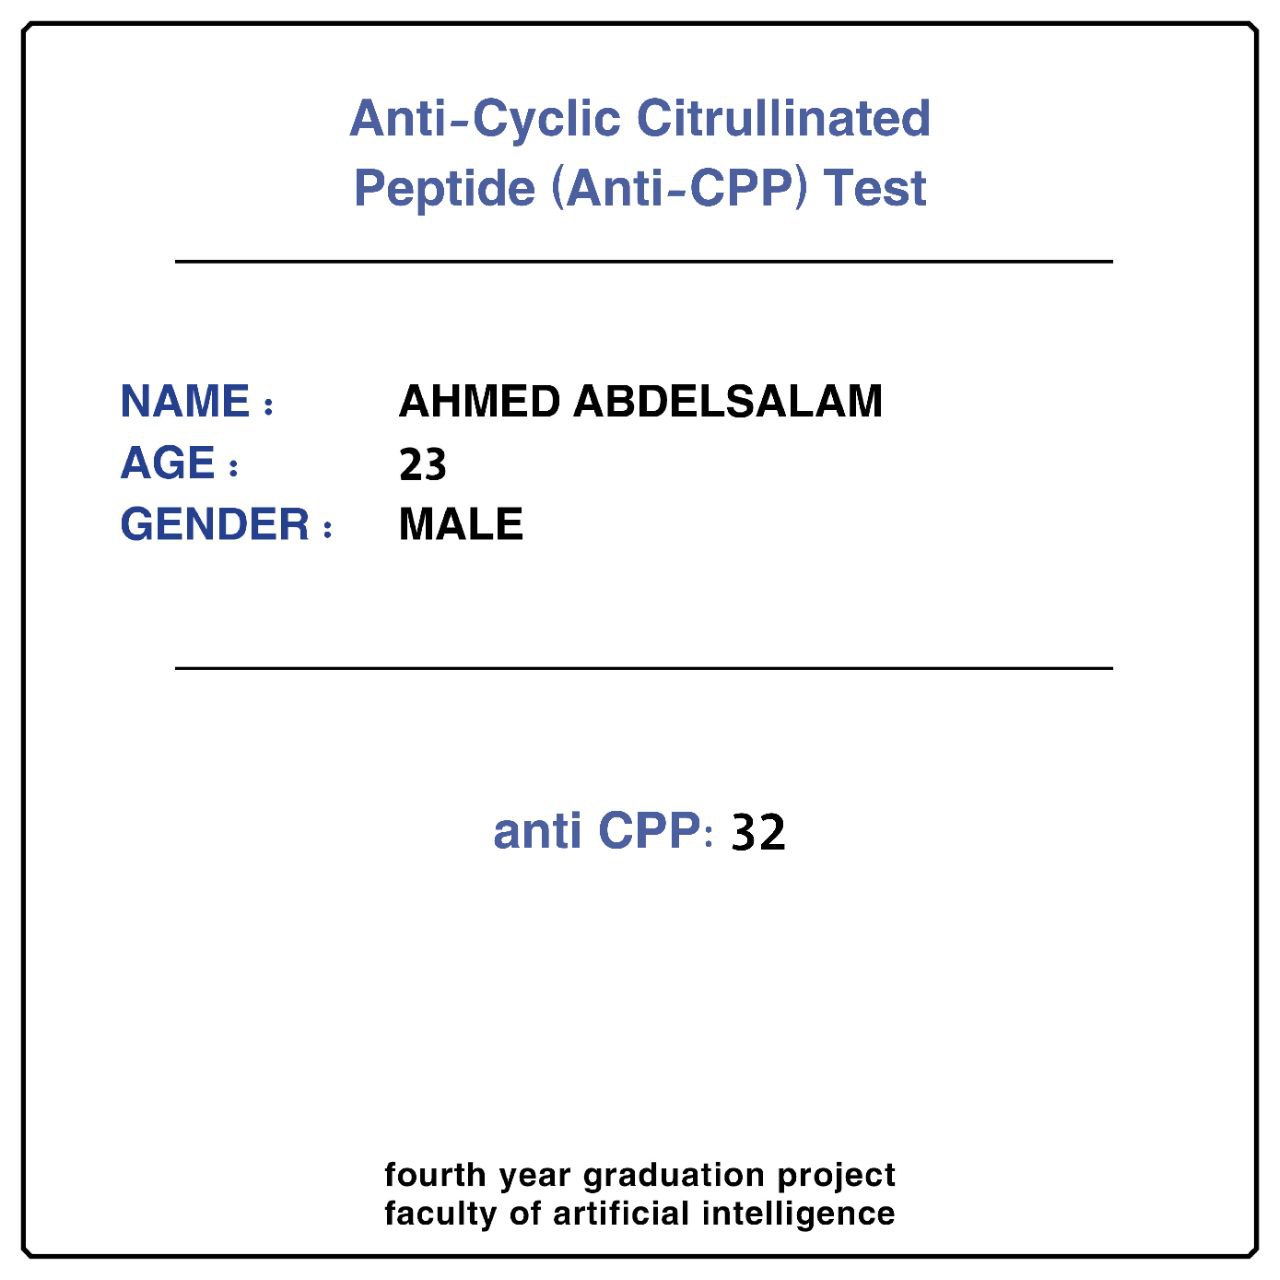 Anti-Cyclic Citrullinated
Peptide (Anti-CPP) Test
NAME : AHMED ABDELSALAM
AGE : 23
GENDER : MALE
anti CPP: 32
fourth year graduation project
faculty of artificial intelligence